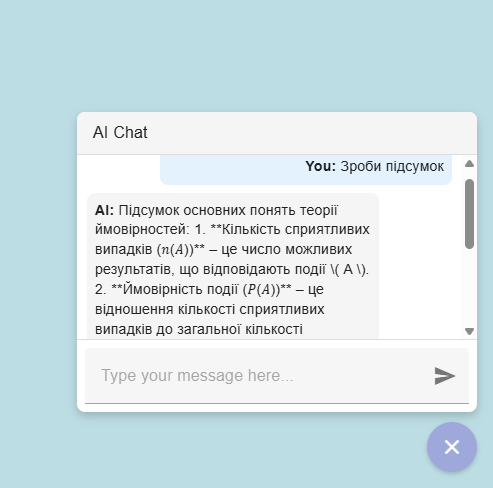 AI Chat
You: Зроби підсумок
AI: Підсумок основних понять теорії
ймовірностей: 1. **Кількість сприятливих
випадків (n(A))** – це число можливих
результатів, що відповідають події \( A \).
2. **Ймовірність події (P(A))** – це
відношення кількості сприятливих
випадків до загальної кількості
Type your message here...